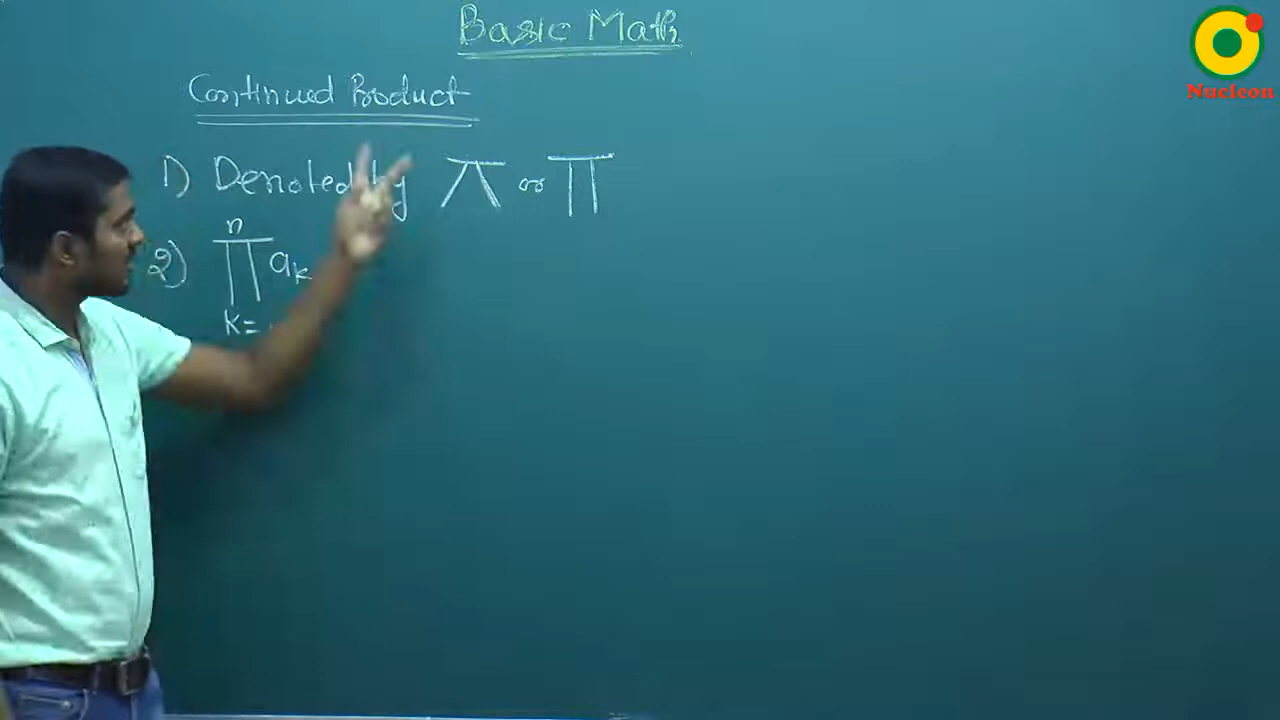 Basic Math
Nucleon
Continued Product
1) Denoted by π or Π
n
2) Π aₖ
k=